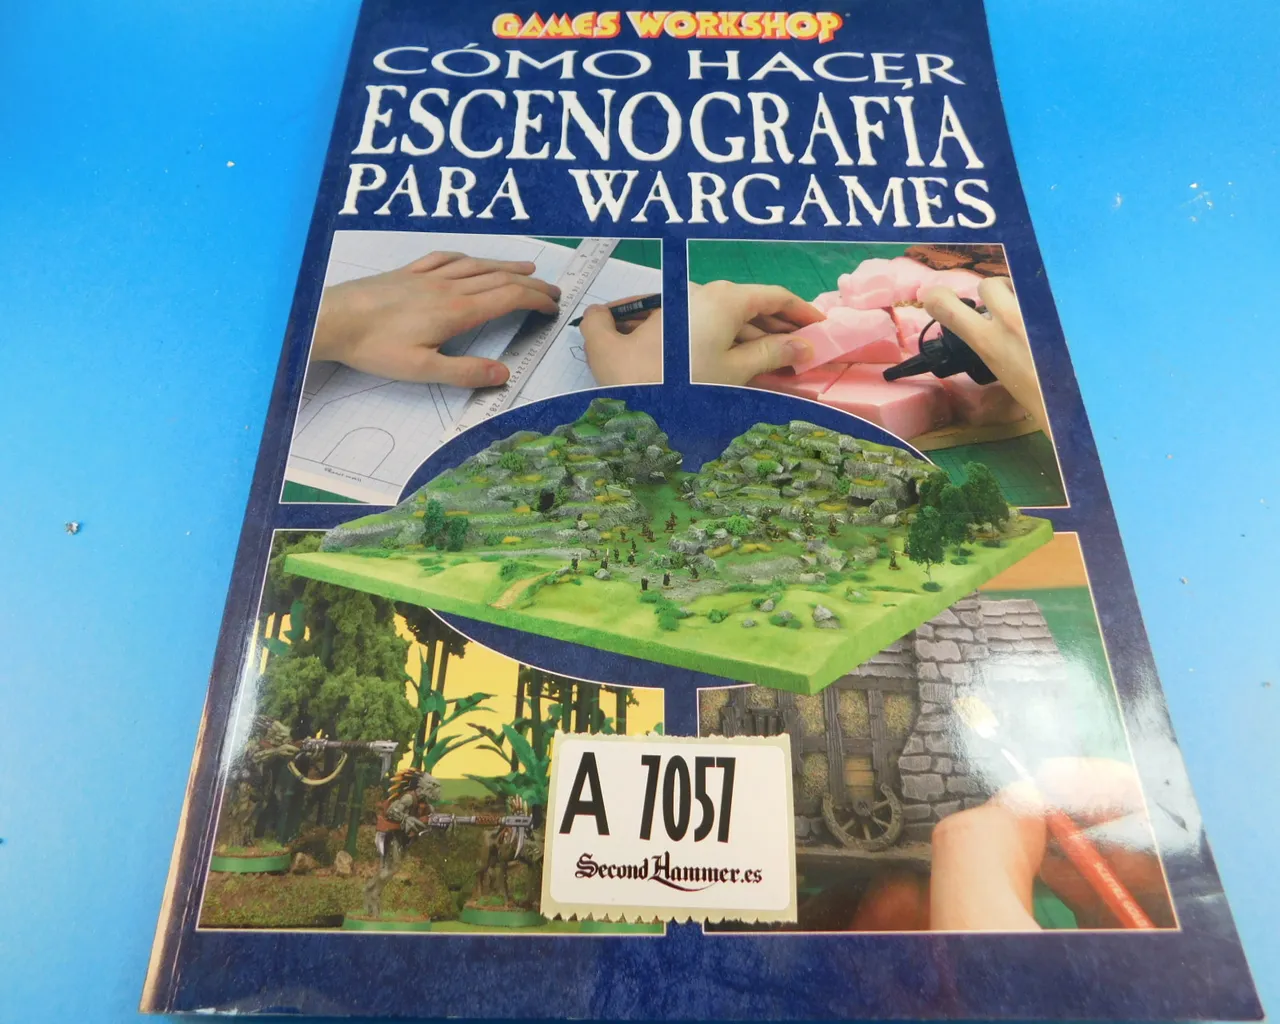 GAMES WORKSHOP
CÓMO HACER
ESCENOGRAFÍA
PARA WARGAMES
A 7057
SecondHammer.es